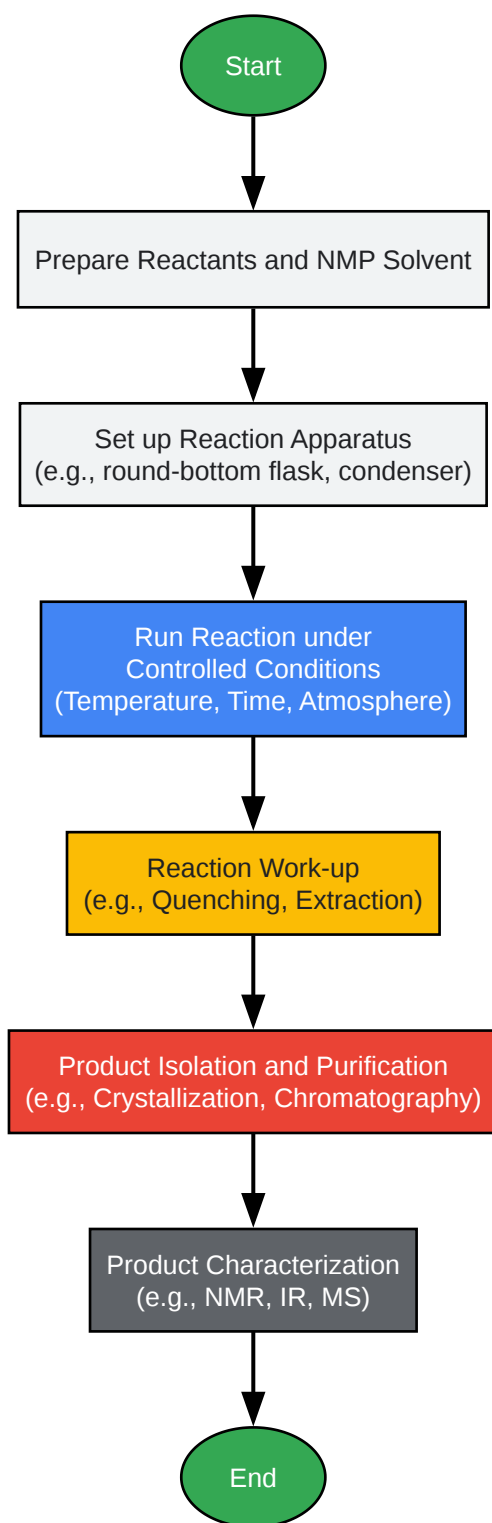 Start
Prepare Reactants and NMP Solvent
Set up Reaction Apparatus
(e.g., round-bottom flask, condenser)
Run Reaction under
Controlled Conditions
(Temperature, Time, Atmosphere)
Reaction Work-up
(e.g., Quenching, Extraction)
Product Isolation and Purification
(e.g., Crystallization, Chromatography)
Product Characterization
(e.g., NMR, IR, MS)
End